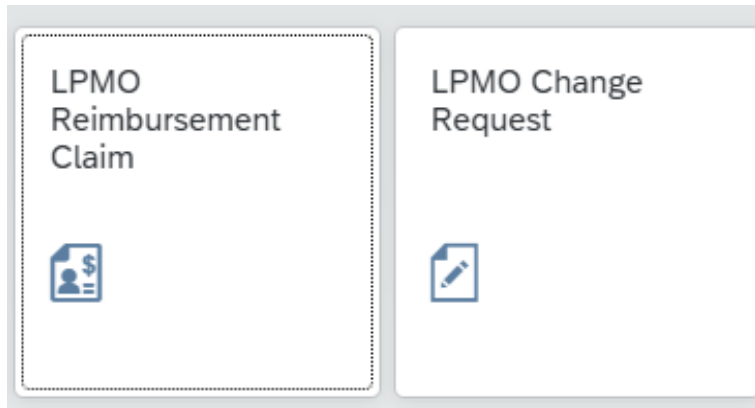 LPMO
Reimbursement
Claim
$
LPMO Change
Request